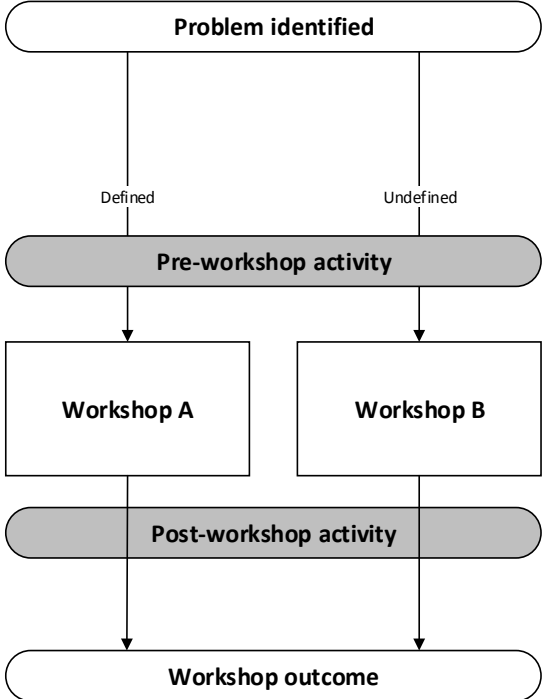 Problem identified
Defined
Undefined
Pre-workshop activity
Workshop A
Workshop B
Post-workshop activity
Workshop outcome